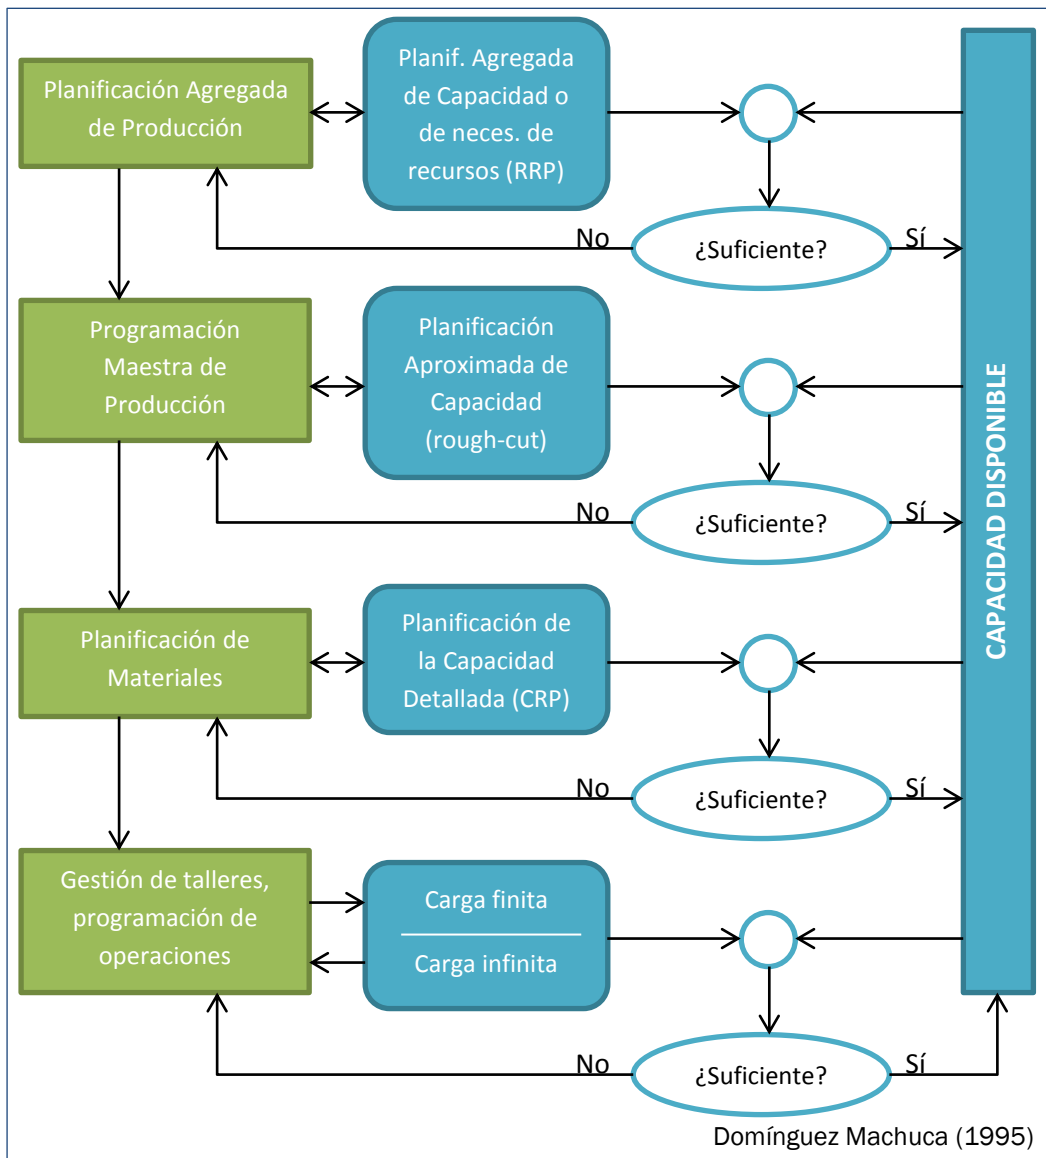 Planificación Agregada
de Producción
Planif. Agregada
de Capacidad o
de neces. de
recursos (RRP)
No
¿Suficiente?
Sí
Programación
Maestra de
Producción
Planificación
Aproximada de
Capacidad
(rough-cut)
No
¿Suficiente?
Sí
Planificación de
Materiales
Planificación de
la Capacidad
Detallada (CRP)
No
¿Suficiente?
Sí
Gestión de talleres,
programación de
operaciones
Carga finita
Carga infinita
No
¿Suficiente?
Sí
CAPACIDAD DISPONIBLE
Domínguez Machuca (1995)